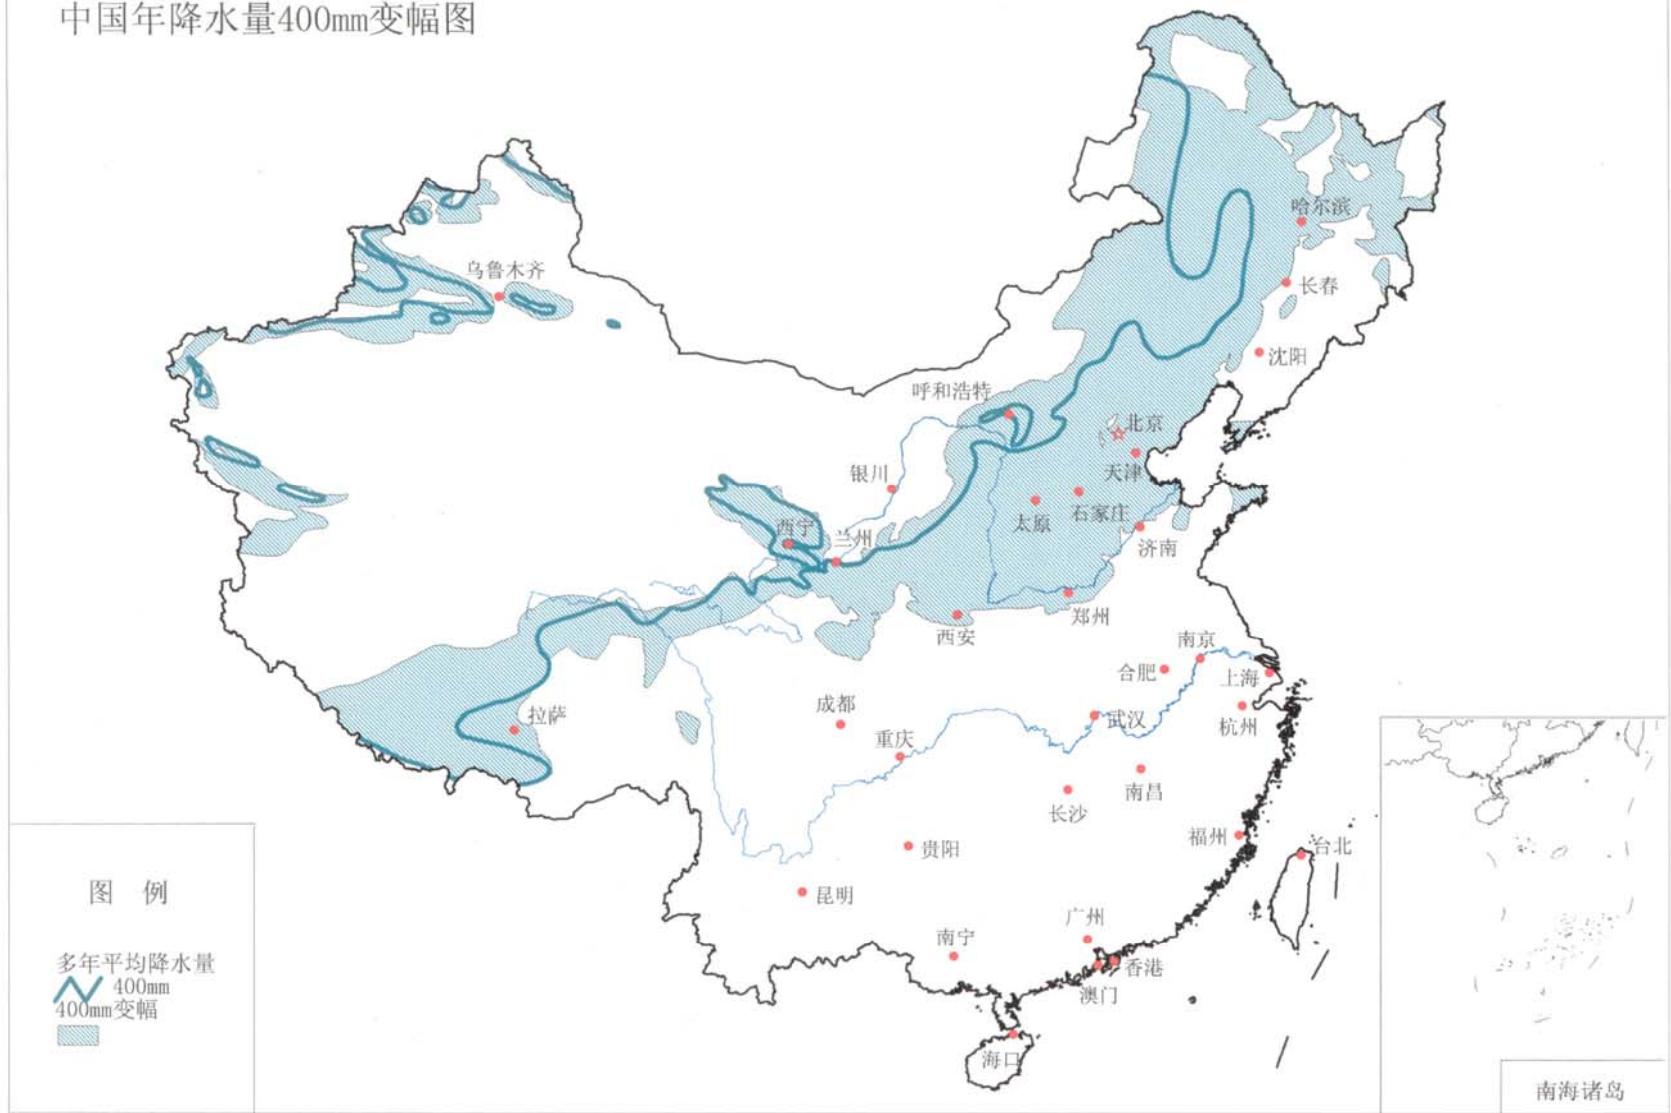 中国年降水量400mm变幅图
哈尔滨
乌鲁木齐
长春
沈阳
呼和浩特
北京
天津
银川
太原
石家庄
西宁
兰州
济南
西安
郑州
南京
合肥
上海
拉萨
成都
武汉
杭州
重庆
南昌
长沙
福州
台北
贵阳
昆明
广州
南宁
香港
澳门
海口
图 例
多年平均降水量
400mm
400mm变幅
南海诸岛